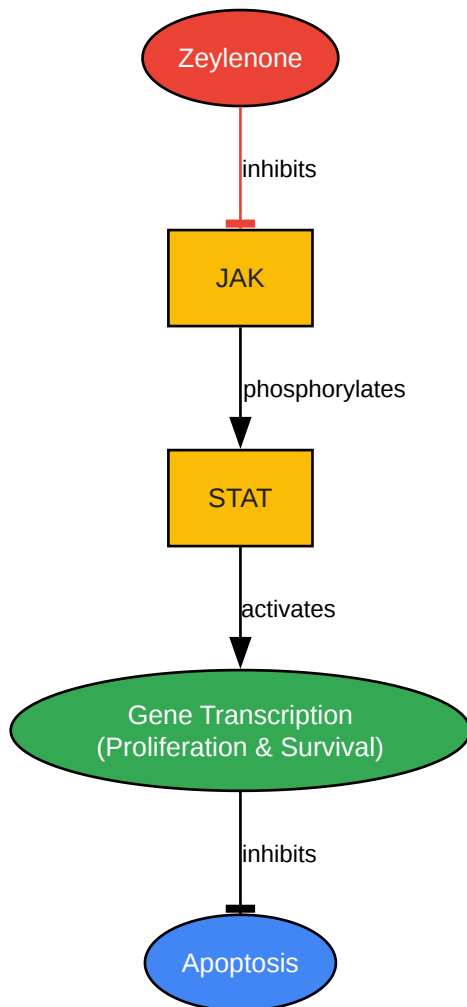 Zeylenone
inhibits
JAK
phosphorylates
STAT
activates
Gene Transcription
(Proliferation & Survival)
inhibits
Apoptosis